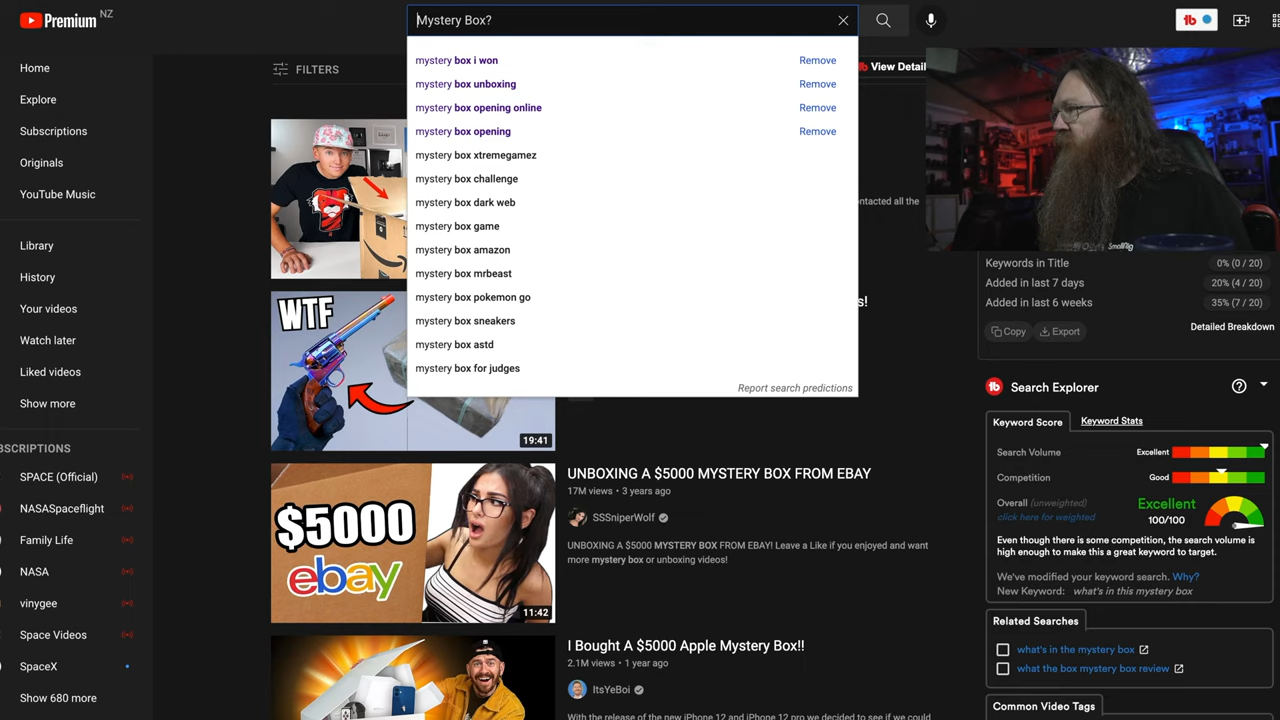 Premium NZ
Mystery Box?
Home
Explore
Subscriptions
Originals
YouTube Music
Library
History
Your videos
Watch later
Liked videos
Show more
BSCRIPTIONS
SPACE (Official)
NASASpaceflight
Family Life
NASA
vinygee
Space Videos
SpaceX
Show 680 more
FILTERS
mystery box i won Remove
mystery box unboxing Remove
mystery box opening online Remove
mystery box opening Remove
mystery box xtremegamez
mystery box challenge
mystery box dark web
mystery box game
mystery box amazon
mystery box mrbeast
mystery box pokemon go
mystery box sneakers
mystery box astd
mystery box for judges
Report search predictions
View Detail
ontacted all the
s!
WTF
19:41
$5000
ebay
11:42
UNBOXING A $5000 MYSTERY BOX FROM EBAY
17M views • 3 years ago
SSSniperWolf
UNBOXING A $5000 MYSTERY BOX FROM EBAY! Leave a Like if you enjoyed and want
more mystery box or unboxing videos!
I Bought A $5000 Apple Mystery Box!!
2.1M views • 1 year ago
ItsYeBoi
With the release of the new iPhone 12 and iPhone 12 pro we decided to see if we could
tb
SmallRig
Keywords in Title 0% (0 / 20)
Added in last 7 days 20% (4 / 20)
Added in last 6 weeks 35% (7 / 20)
Copy Export
Detailed Breakdown
tb Search Explorer
Keyword Score Keyword Stats
Search Volume Excellent
Competition Good
Overall (unweighted) Excellent
click here for weighted 100/100
Even though there is some competition, the search volume is
high enough to make this a great keyword to target.
We've modified your keyword search. Why?
New Keyword: what's in this mystery box
Related Searches
what's in the mystery box
what the box mystery box review
Common Video Tags